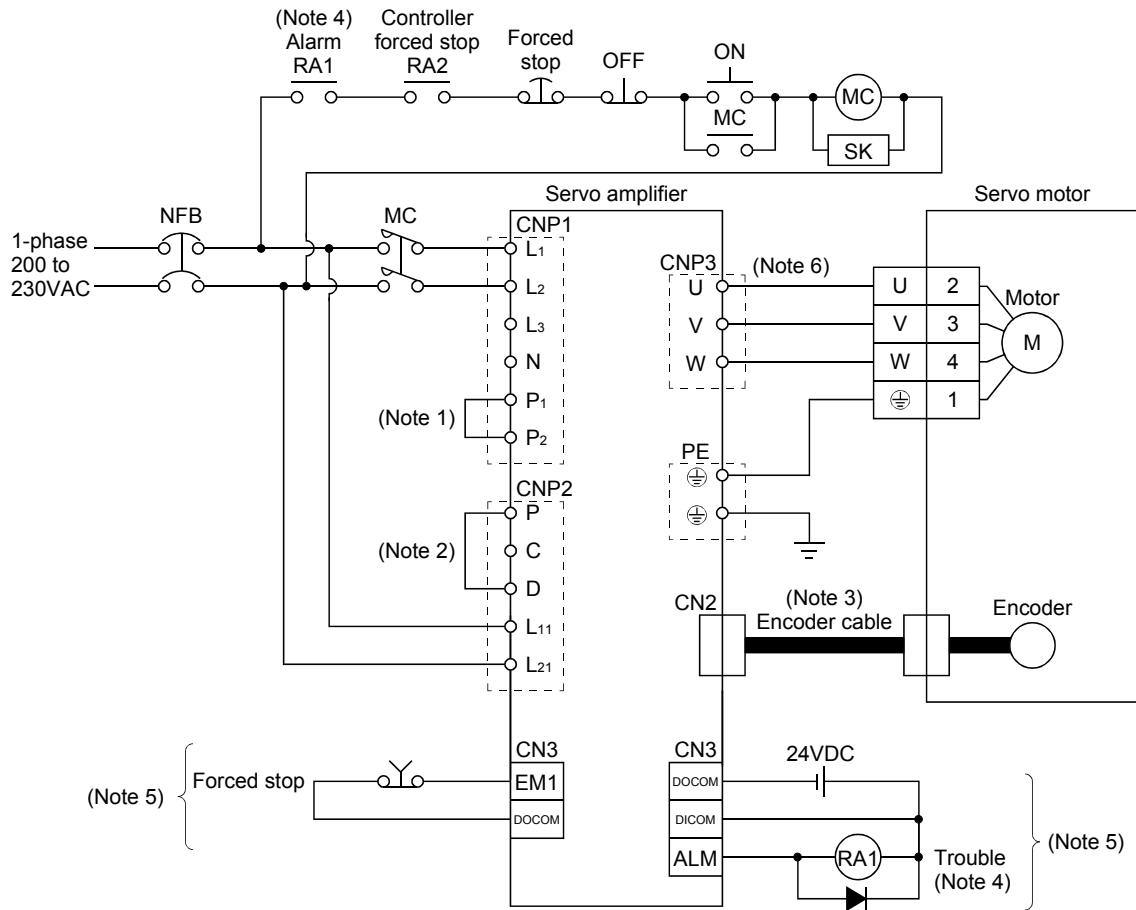 (Note 4)
Alarm
RA1
Controller
forced stop
RA2
Forced
stop
OFF
ON
MC
MC
SK
NFB
MC
1-phase
200 to
230VAC
Servo amplifier
Servo motor
CNP1
L1
L2
L3
N
P1
P2
(Note 1)
CNP2
P
C
D
L11
L21
(Note 2)
CNP3
U
V
W
(Note 6)
U 2
V 3
W 4
1
Motor
M
PE
CN2
(Note 3)
Encoder cable
Encoder
(Note 5)
Forced stop
CN3
EM1
DOCOM
CN3
DOCOM
DICOM
ALM
24VDC
RA1
Trouble
(Note 4)
(Note 5)